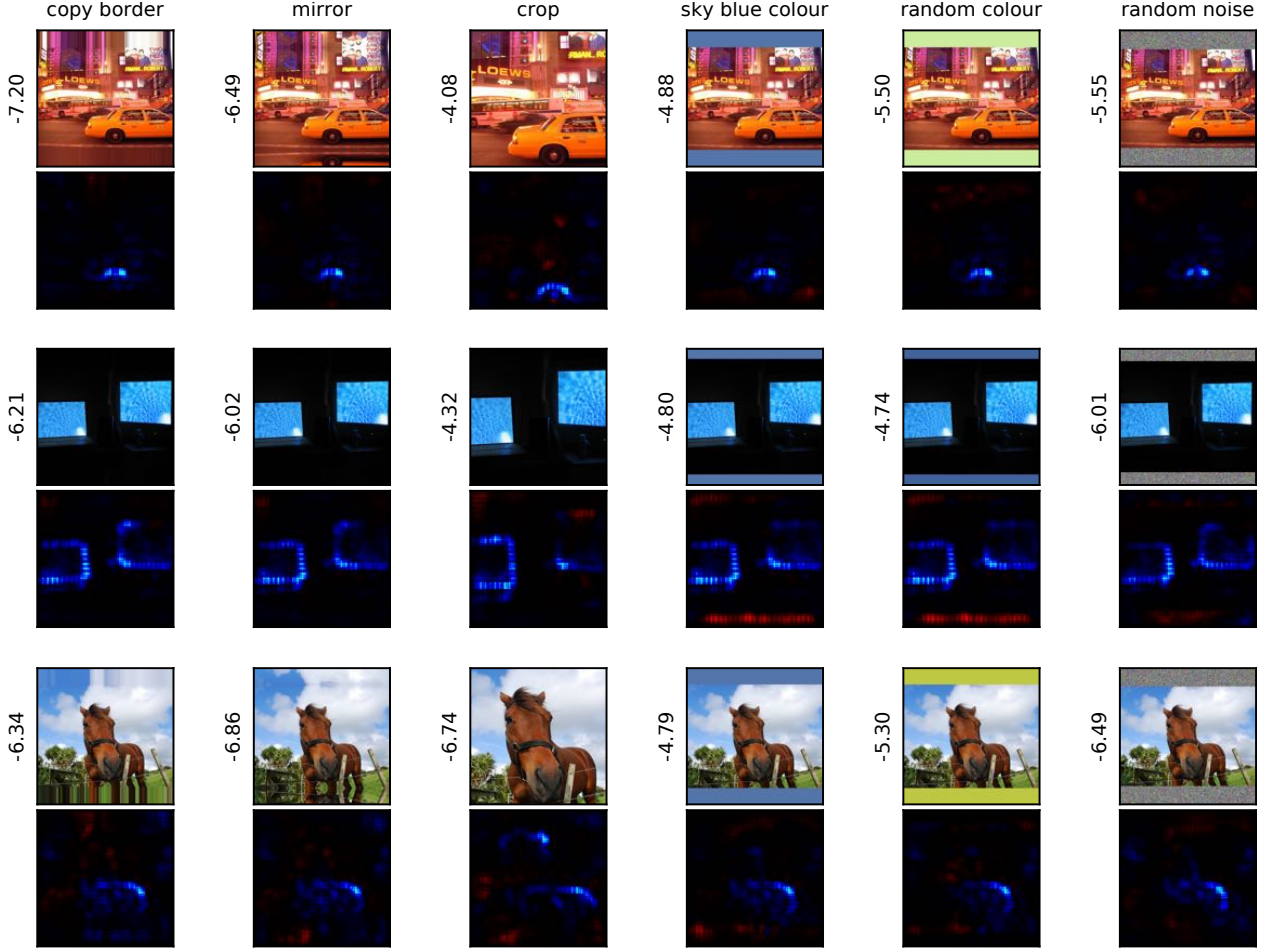 copy border mirror crop sky blue colour random colour random noise
-7.20 -6.49 -4.08 -4.88 -5.50 -5.55
LOEWS LOEWS LOEWS LOEWS LOEWS LOEWS
-6.21 -6.02 -4.32 -4.80 -4.74 -6.01
-6.34 -6.86 -6.74 -4.79 -5.30 -6.49